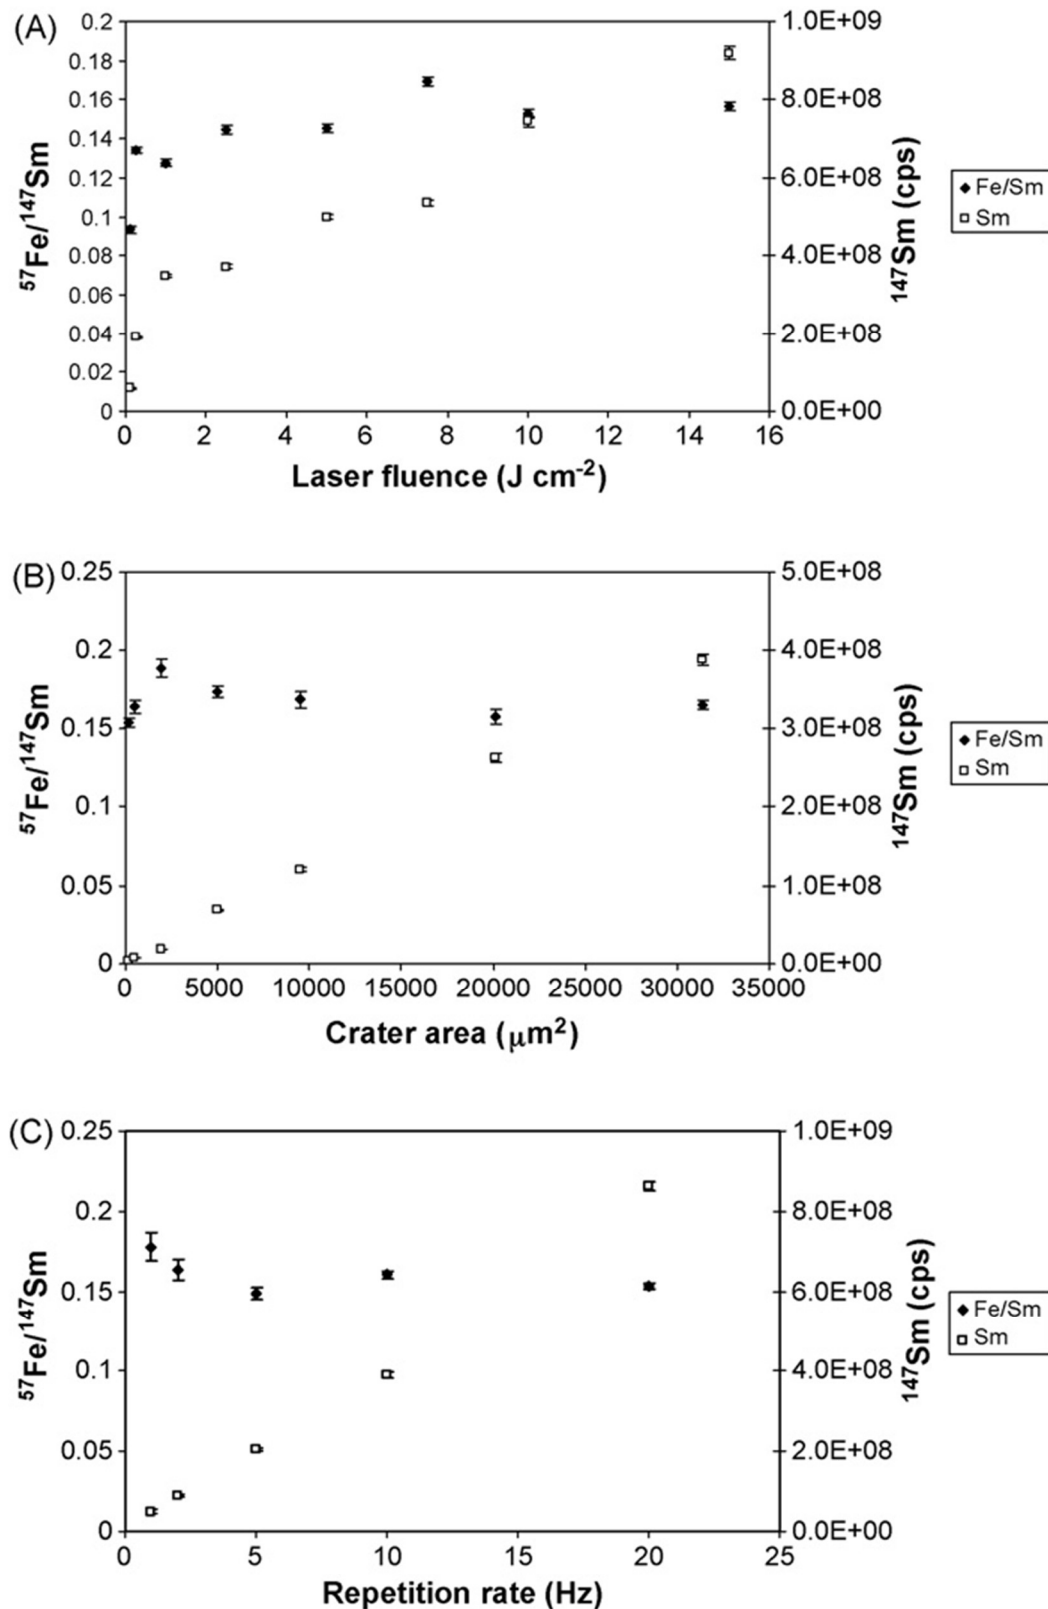 (A)
0.2
0.18
0.16
0.14
0.12
0.1
0.08
0.06
0.04
0.02
0
⁵⁷Fe/¹⁴⁷Sm
1.0E+09
8.0E+08
6.0E+08
4.0E+08
2.0E+08
0.0E+00
¹⁴⁷Sm (cps)
Fe/Sm
Sm
0 2 4 6 8 10 12 14 16
Laser fluence (J cm⁻²)
(B)
0.25
0.2
0.15
0.1
0.05
0
⁵⁷Fe/¹⁴⁷Sm
5.0E+08
4.0E+08
3.0E+08
2.0E+08
1.0E+08
0.0E+00
¹⁴⁷Sm (cps)
Fe/Sm
Sm
0 5000 10000 15000 20000 25000 30000 35000
Crater area (μm²)
(C)
0.25
0.2
0.15
0.1
0.05
0
⁵⁷Fe/¹⁴⁷Sm
1.0E+09
8.0E+08
6.0E+08
4.0E+08
2.0E+08
0.0E+00
¹⁴⁷Sm (cps)
Fe/Sm
Sm
0 5 10 15 20 25
Repetition rate (Hz)